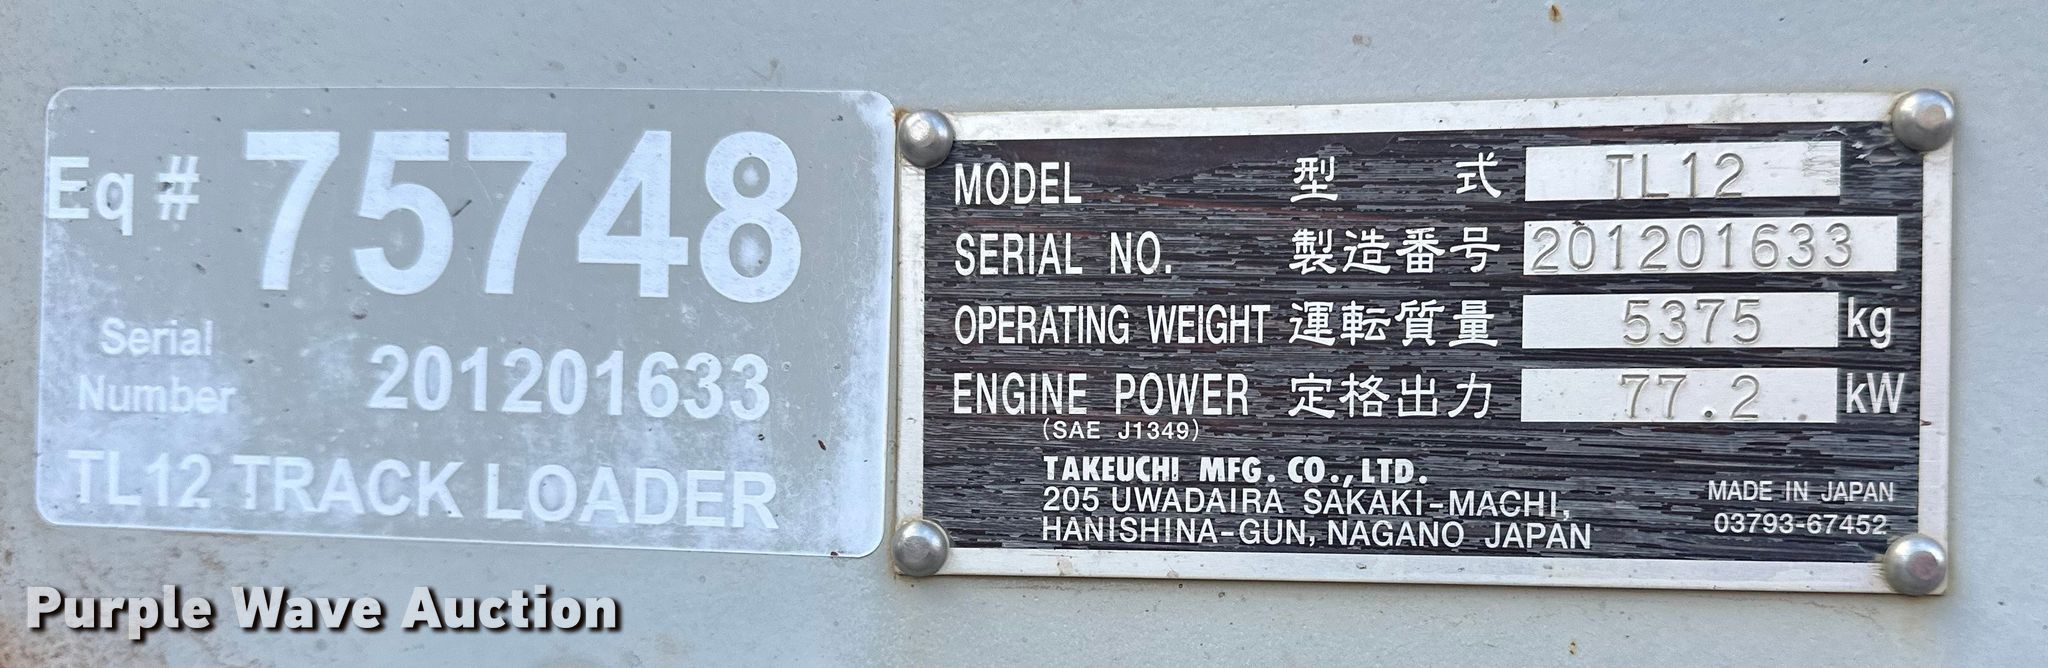 Eq # 75748
Serial
Number 201201633
TL12 TRACK LOADER
MODEL 型 式 TL12
SERIAL NO. 製造番号 201201633
OPERATING WEIGHT 運転質量 5375 kg
ENGINE POWER 定格出力 77.2 kW
(SAE J1349)
TAKEUCHI MFG. CO., LTD.
205 UWADAIRA SAKAKI-MACHI,
HANISHINA-GUN, NAGANO JAPAN
MADE IN JAPAN
03793-67452
Purple Wave Auction